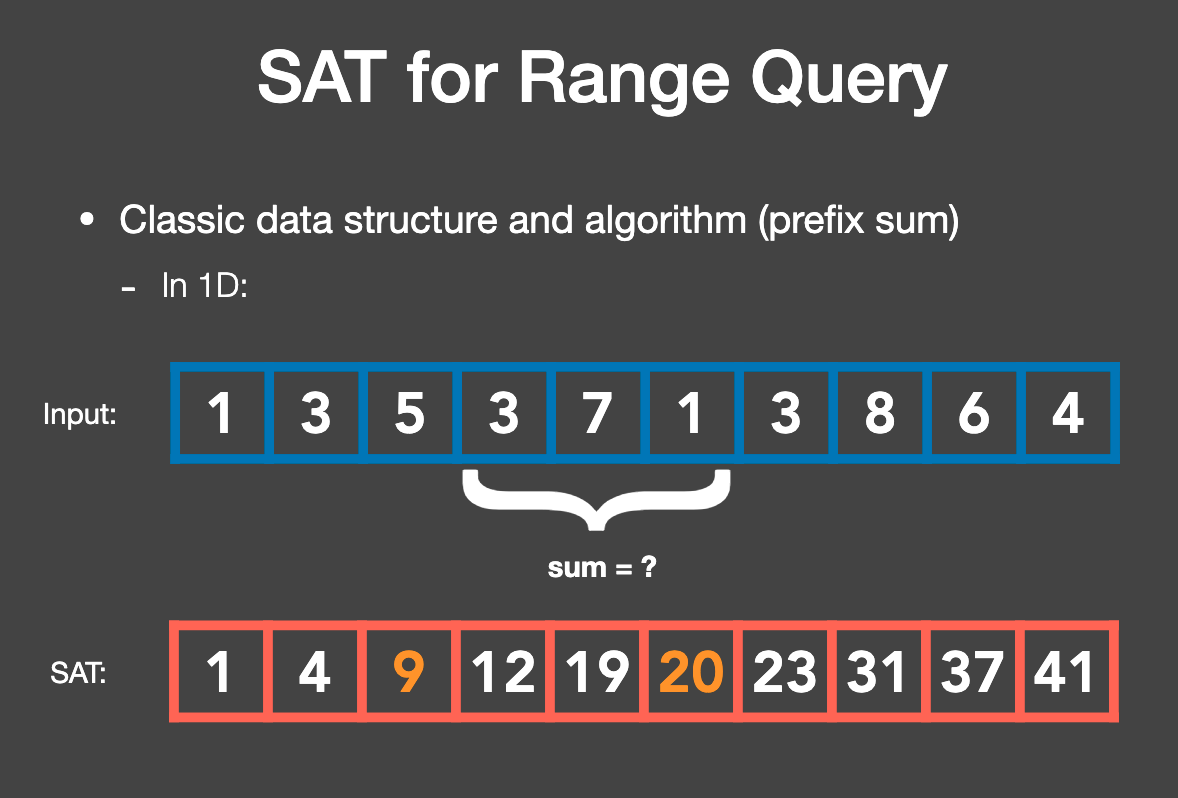 SAT for Range Query
• Classic data structure and algorithm (prefix sum)
- In 1D:
Input: 1 3 5 3 7 1 3 8 6 4
sum = ?
SAT: 1 4 9 12 19 20 23 31 37 41